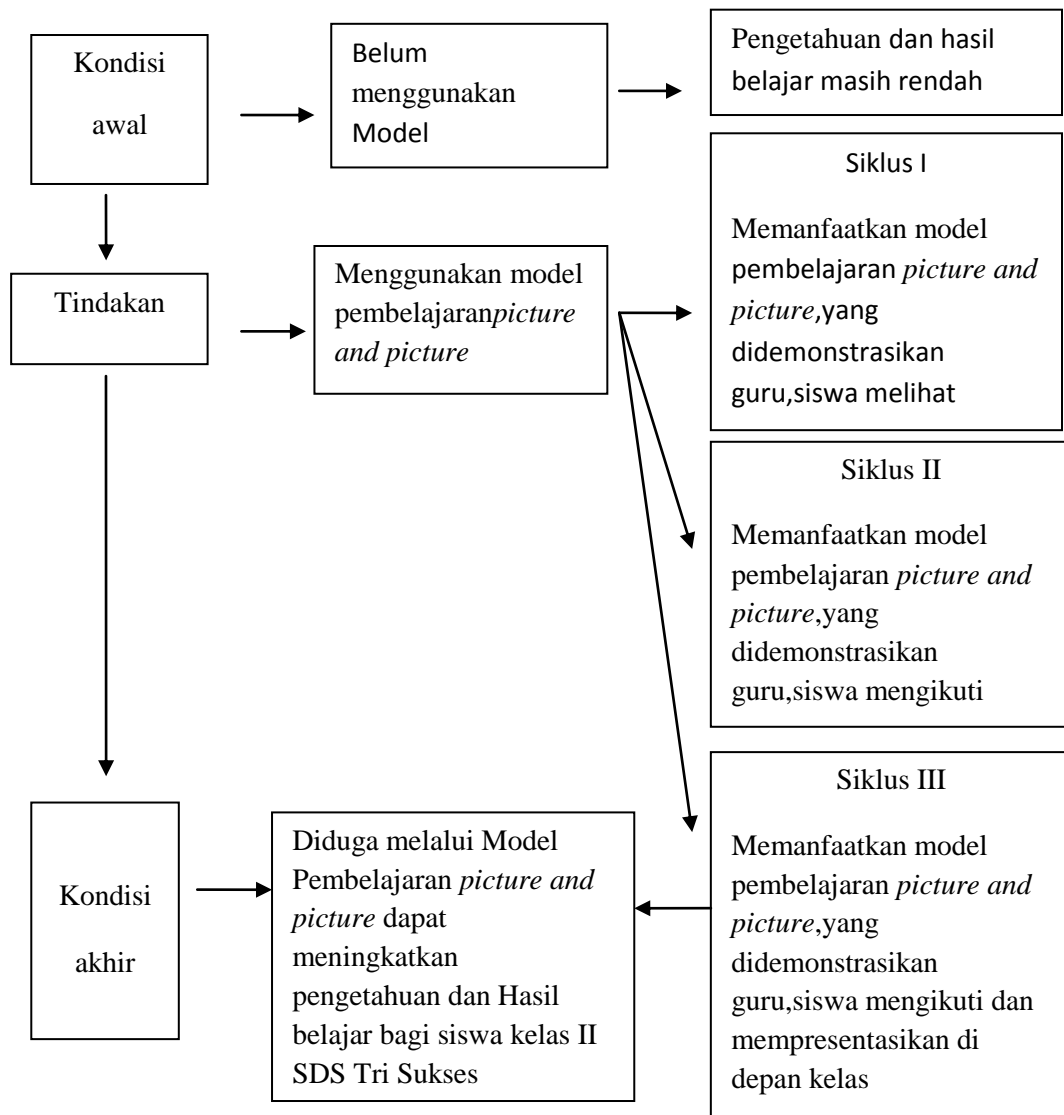 Kondisi
awal
Belum
menggunakan
Model
Pengetahuan dan hasil
belajar masih rendah
Siklus I
Memanfaatkan model
pembelajaran picture and
picture,yang
didemonstrasikan
guru,siswa melihat
Tindakan
Menggunakan model
pembelajaranpicture
and picture
Siklus II
Memanfaatkan model
pembelajaran picture and
picture,yang
didemonstrasikan
guru,siswa mengikuti
Siklus III
Memanfaatkan model
pembelajaran picture and
picture,yang
didemonstrasikan
guru,siswa mengikuti dan
mempresentasikan di
depan kelas
Kondisi
akhir
Diduga melalui Model
Pembelajaran picture and
picture dapat
meningkatkan
pengetahuan dan Hasil
belajar bagi siswa kelas II
SDS Tri Sukses